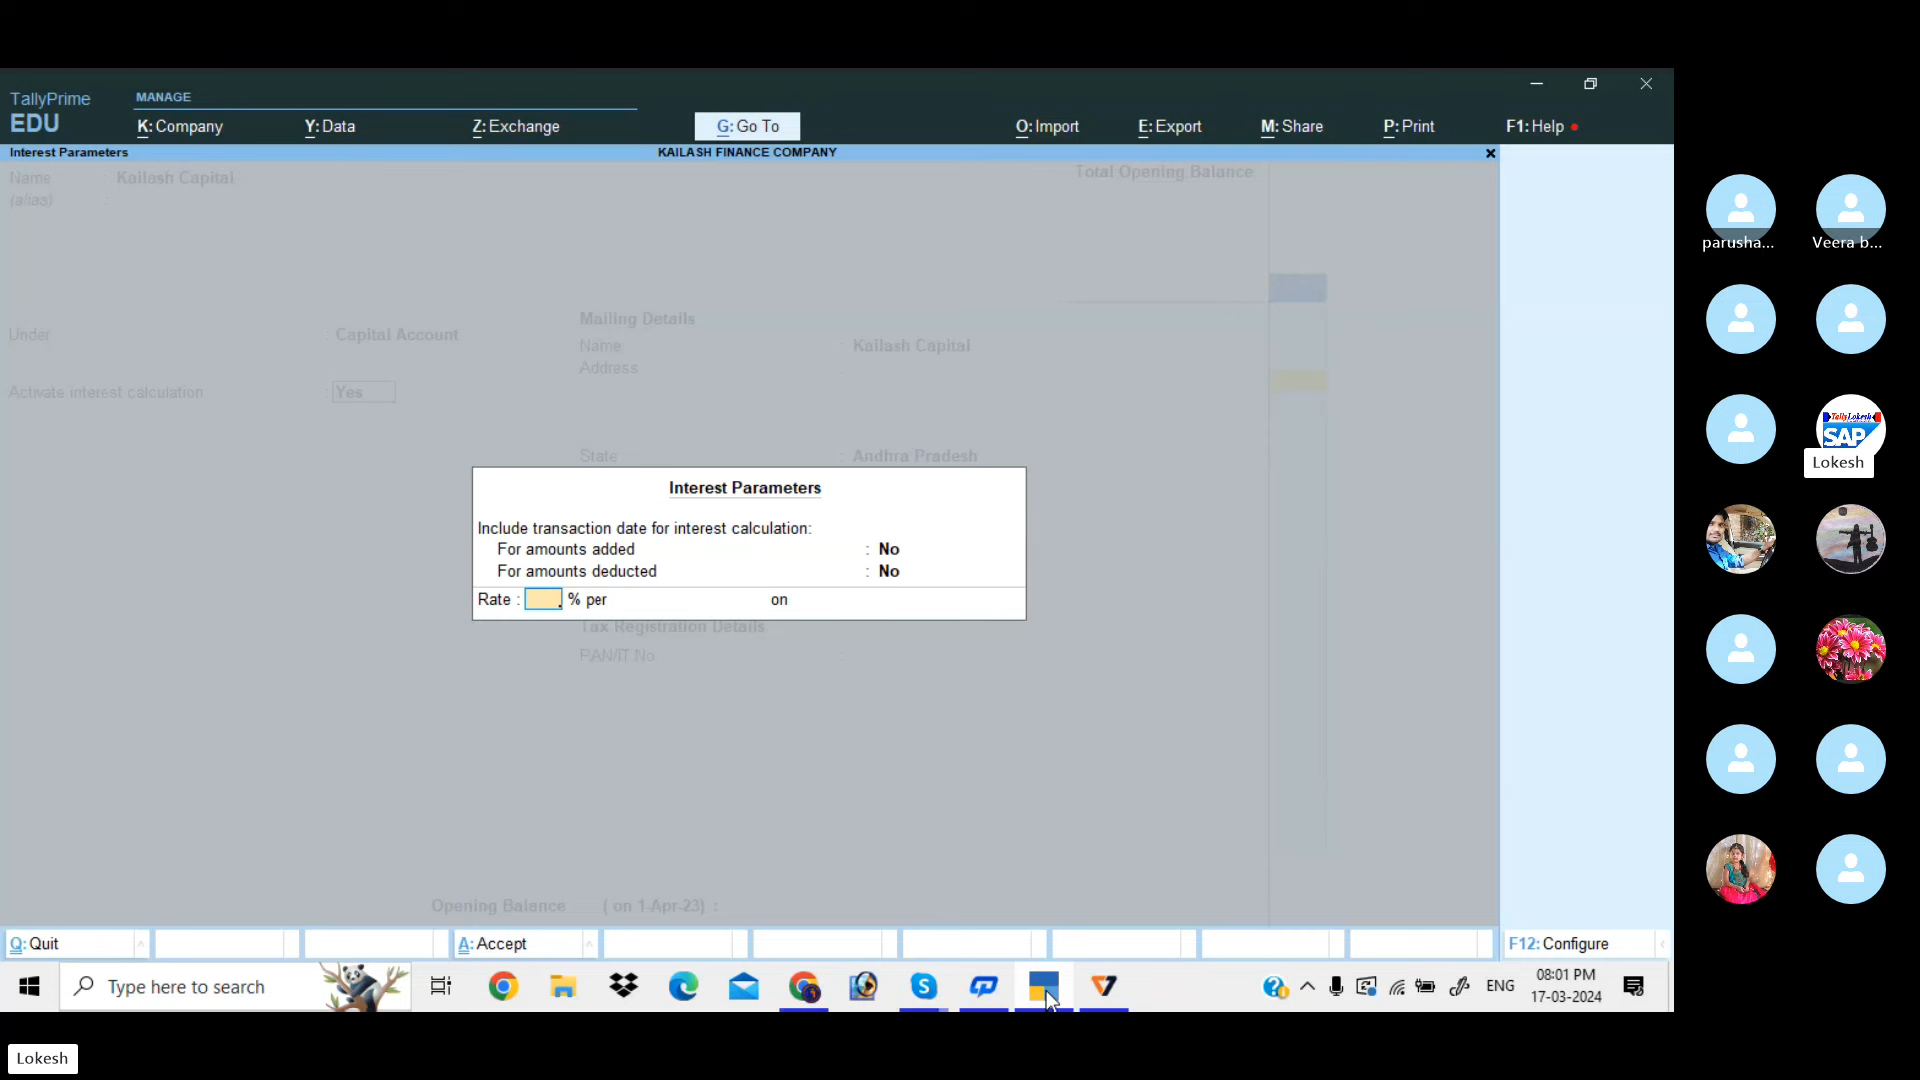 TallyPrime
EDU
MANAGE
K: Company
Y: Data
Z: Exchange
G: Go To
O: Import
E: Export
M: Share
P: Print
F1: Help
Interest Parameters
KAILASH FINANCE COMPANY
Name : Kailash Capital
(alias) :
Total Opening Balance
Under : Capital Account
Activate interest calculation : Yes
Mailing Details
Name : Kailash Capital
Address :
State : Andhra Pradesh
Interest Parameters
Include transaction date for interest calculation:
For amounts added : No
For amounts deducted : No
Rate : . % per on
Tax Registration Details
PAN/IT No. :
Opening Balance ( on 1-Apr-23) :
Q: Quit
A: Accept
F12: Configure
Type here to search
ENG
08:01 PM
17-03-2024
parusha...
Veera b...
TallyLokesh
SAP
Lokesh
Lokesh